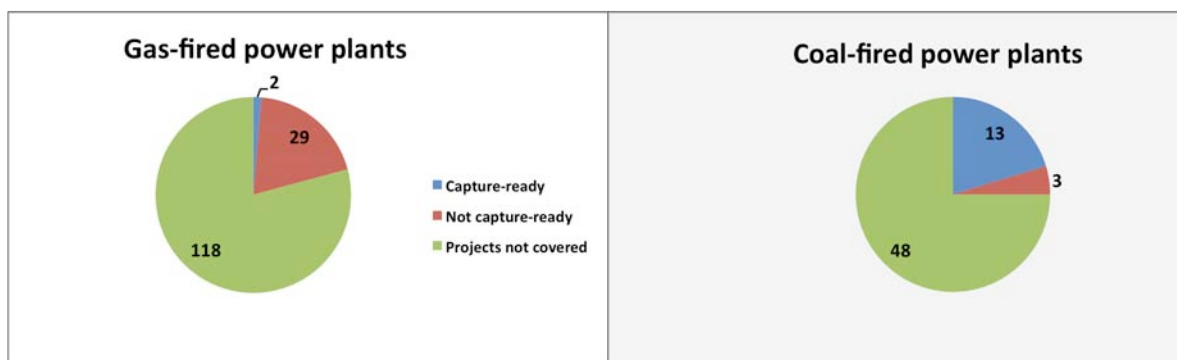 Gas-fired power plants
2
29
118
Capture-ready
Not capture-ready
Projects not covered
Coal-fired power plants
13
3
48